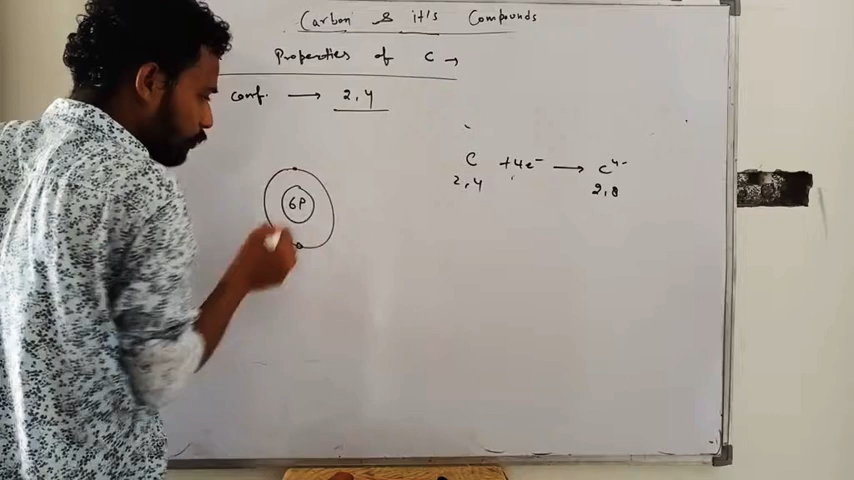 Carbon & it's Compounds
Properties of C →
conf. → 2,4
C +4e⁻ → C⁴⁻
2,4 2,8
6P